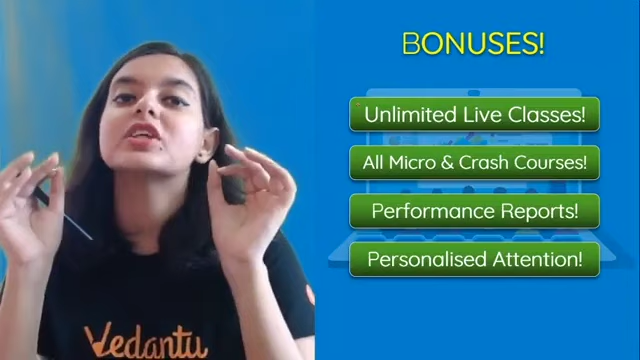 BONUSES!
Unlimited Live Classes!
All Micro & Crash Courses!
Performance Reports!
Personalised Attention!
Vedantu